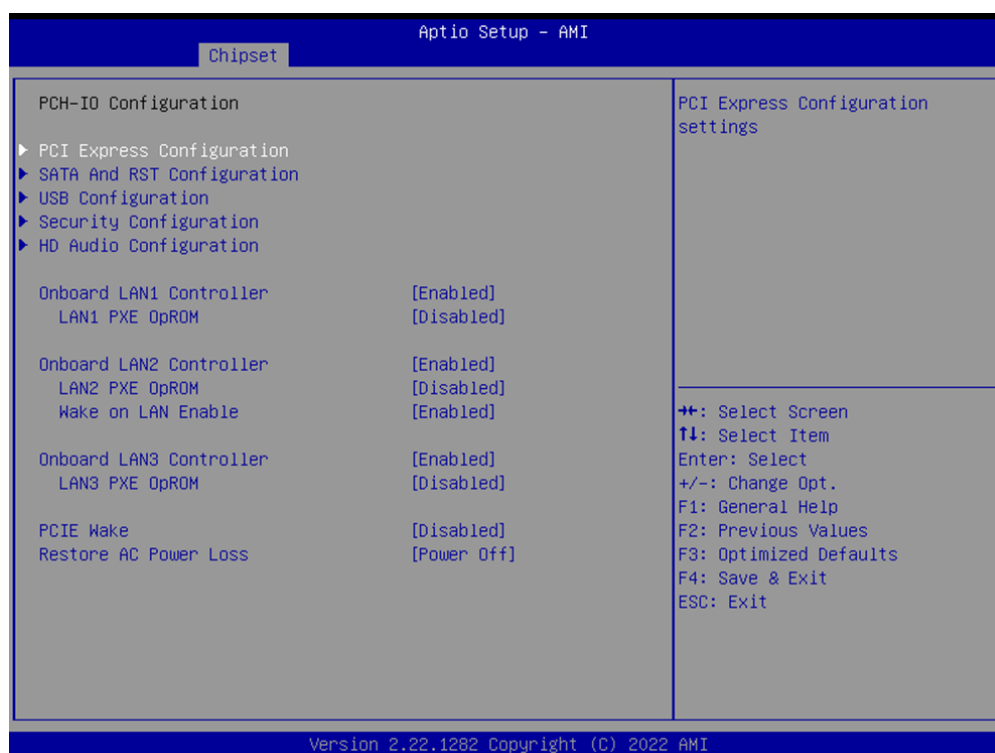 Aptio Setup – AMI
Chipset
PCH-IO Configuration
PCI Express Configuration
SATA And RST Configuration
USB Configuration
Security Configuration
HD Audio Configuration
Onboard LAN1 Controller [Enabled]
LAN1 PXE OpROM [Disabled]
Onboard LAN2 Controller [Enabled]
LAN2 PXE OpROM [Disabled]
Wake on LAN Enable [Enabled]
Onboard LAN3 Controller [Enabled]
LAN3 PXE OpROM [Disabled]
PCIE Wake [Disabled]
Restore AC Power Loss [Power Off]
PCI Express Configuration
settings
→←: Select Screen
↑↓: Select Item
Enter: Select
+/-: Change Opt.
F1: General Help
F2: Previous Values
F3: Optimized Defaults
F4: Save & Exit
ESC: Exit
Version 2.22.1282 Copyright (C) 2022 AMI